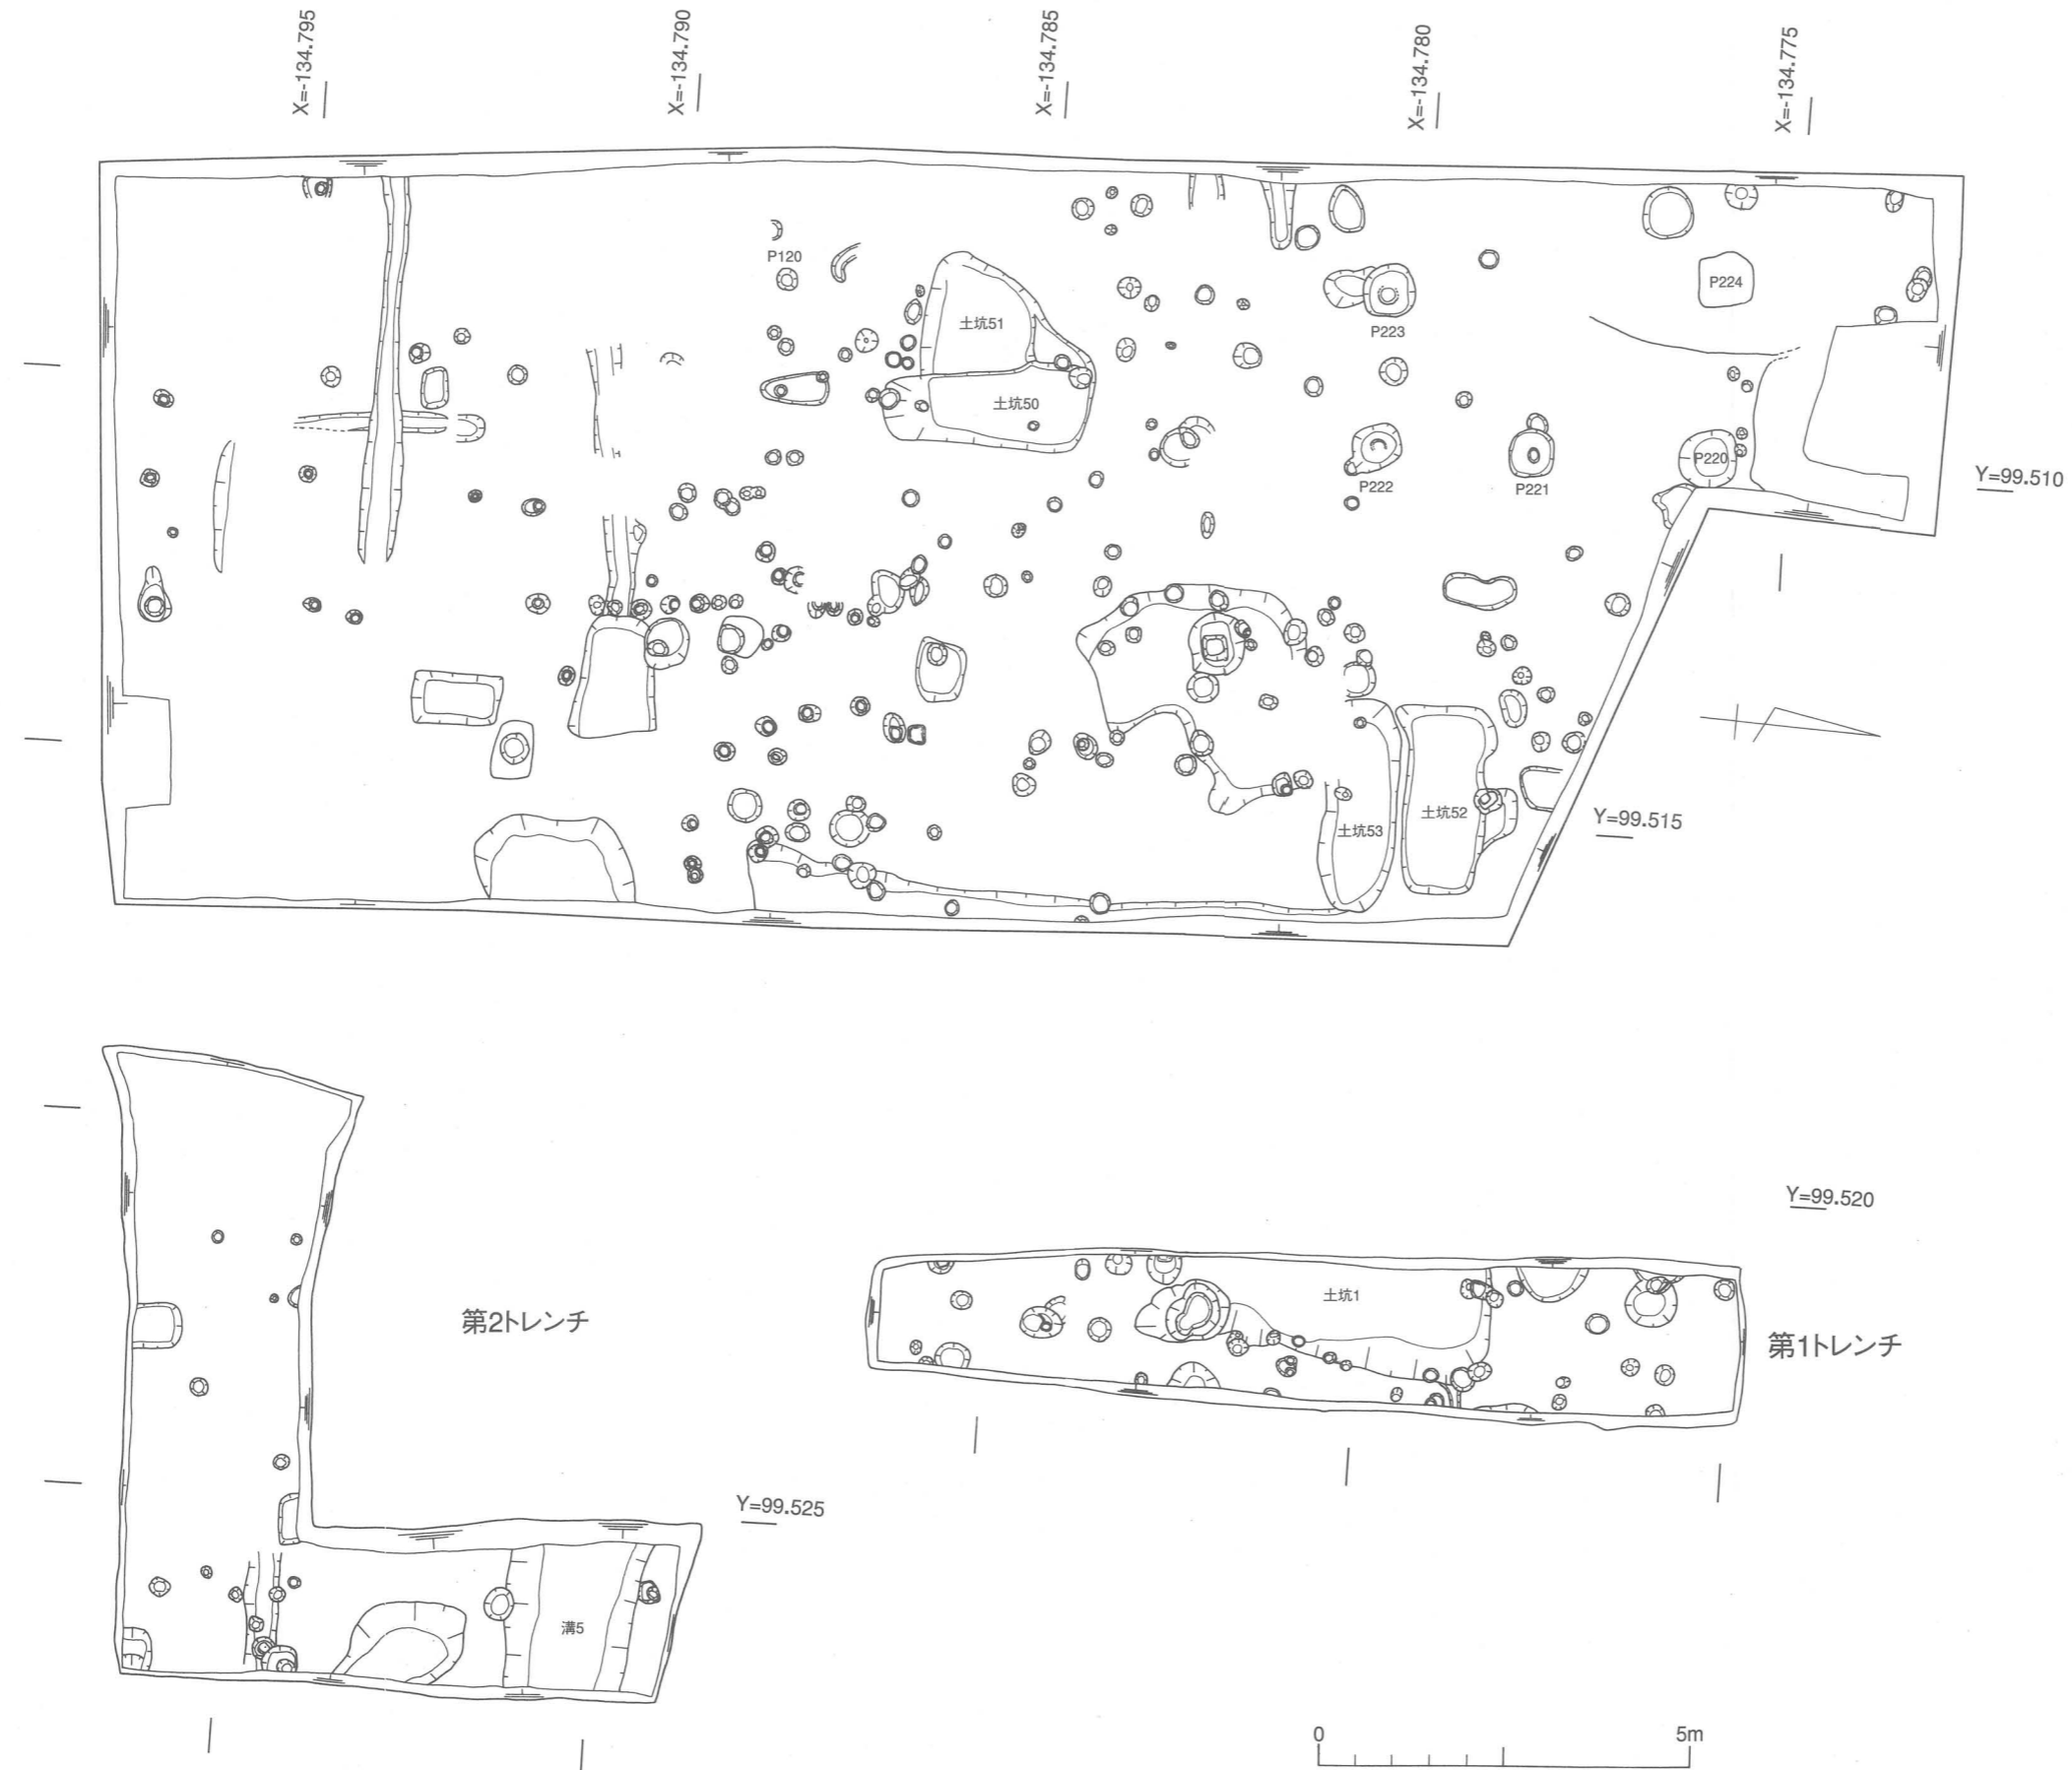 X=-134.795
X=-134.790
X=-134.785
X=-134.780
X=-134.775
P120
土坑51
P224
P223
土坑50
P220
Y=99.510
P222
P221
土坑52
Y=99.515
土坑53
Y=99.520
土坑1
第2トレンチ
第1トレンチ
Y=99.525
溝5
0
5m